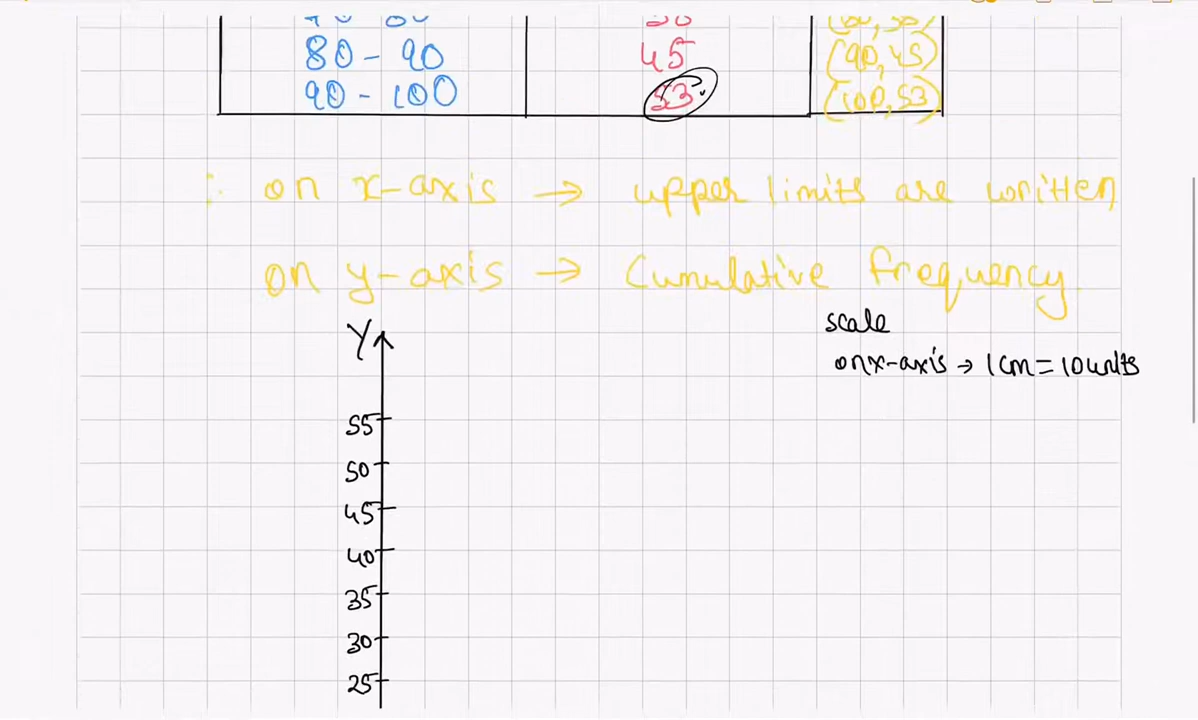 80 - 90 45 (90,45)
90 - 100 53 (100,53)
∴ on x-axis → upper limits are written
on y-axis → Cumulative frequency
scale
on x-axis → 1cm = 10 units
Y
55
50
45
40
35
30
25